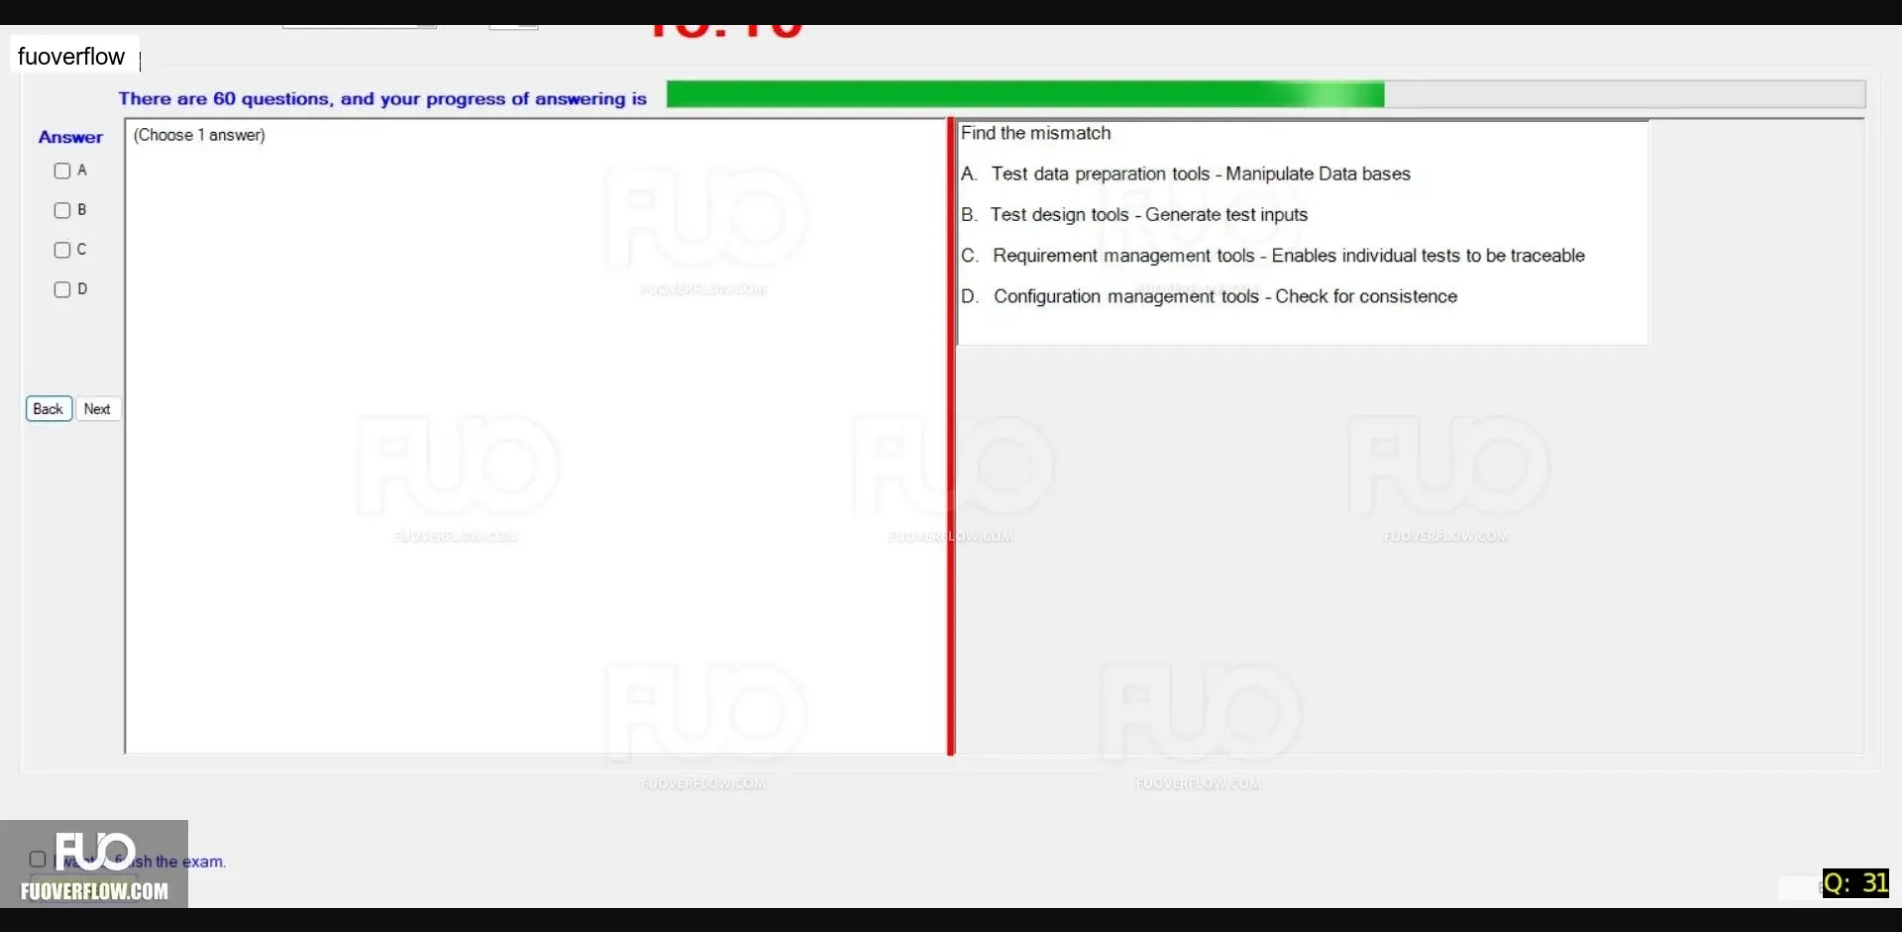 fuoverflow
There are 60 questions, and your progress of answering is
Answer
(Choose 1 answer)
A
B
C
D
Back
Next
Find the mismatch
A. Test data preparation tools - Manipulate Data bases
B. Test design tools - Generate test inputs
C. Requirement management tools - Enables individual tests to be traceable
D. Configuration management tools - Check for consistence
FUO
FUOVERFLOW.COM
FUO
FUOVERFLOW.COM
FUO
FUOVERFLOW.COM
FUO
FUOVERFLOW.COM
FUO
FUOVERFLOW.COM
FUO
FUOVERFLOW.COM
FUO
FUOVERFLOW.COM
the exam.
FUO
FUOVERFLOW.COM
Q: 31